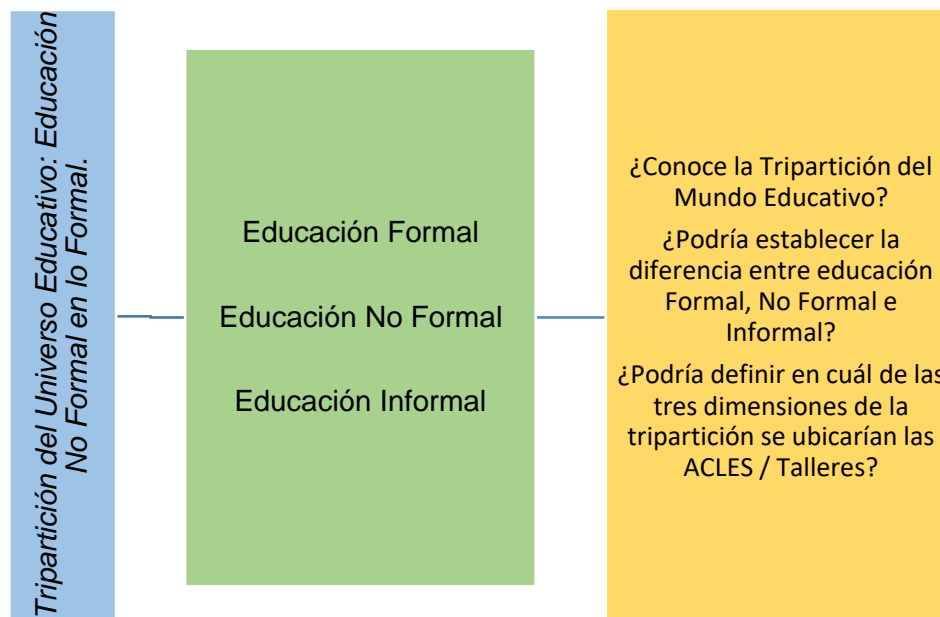 Tripartición del Universo Educativo: Educación
No Formal en lo Formal.
Educación Formal
Educación No Formal
Educación Informal
¿Conoce la Tripartición del
Mundo Educativo?
¿Podría establecer la
diferencia entre educación
Formal, No Formal e
Informal?
¿Podría definir en cuál de las
tres dimensiones de la
tripartición se ubicarían las
ACLES / Talleres?